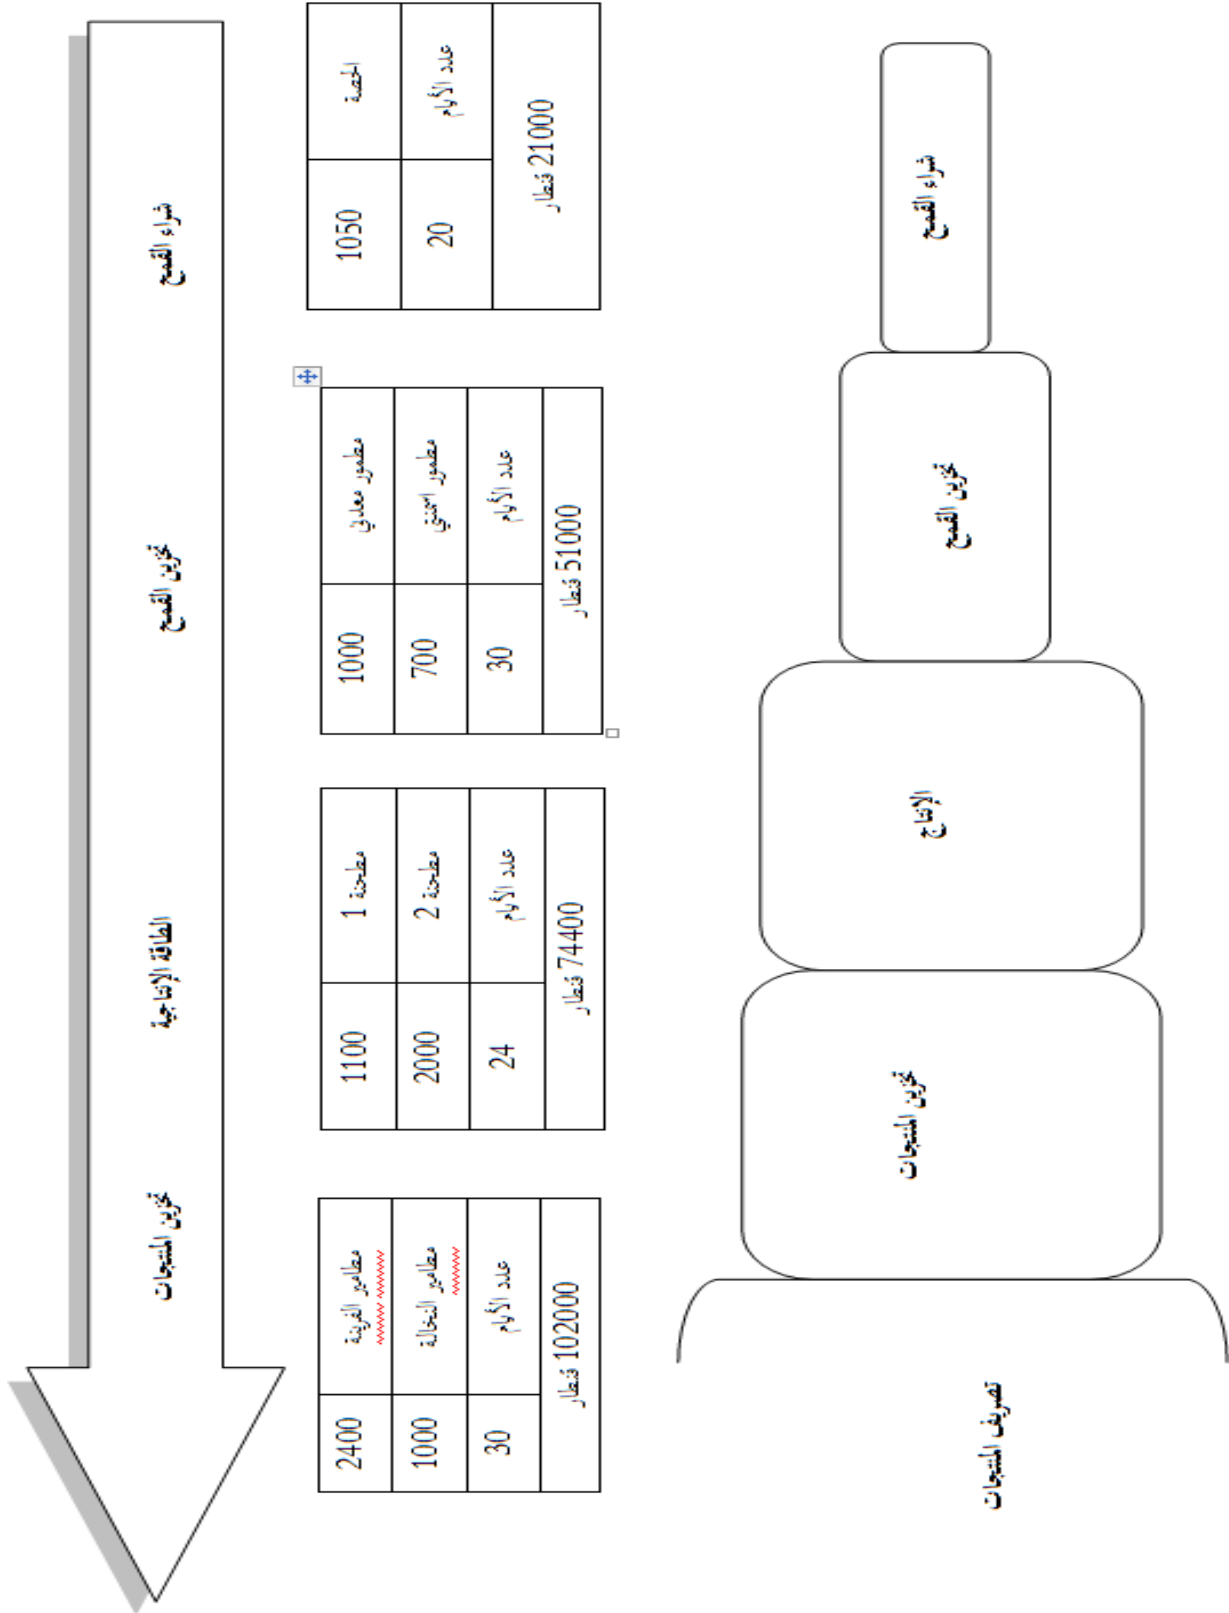 شراء القمح
تخزين القمح
الطاقة الإنتاجية
تخزين المنتجات
الحصة
1050
عدد الأيام
20
21000 قنطار
مطمور معدني
1000
مطمور اسمنتي
700
عدد الأيام
30
51000 قنطار
مطحنة 1
1100
مطحنة 2
2000
عدد الأيام
24
74400 قنطار
مطامير الفرينة
2400
مطامير النخالة
1000
عدد الأيام
30
102000 قنطار
شراء القمح
تخزين القمح
الإنتاج
تخزين المنتجات
تصريف المنتجات